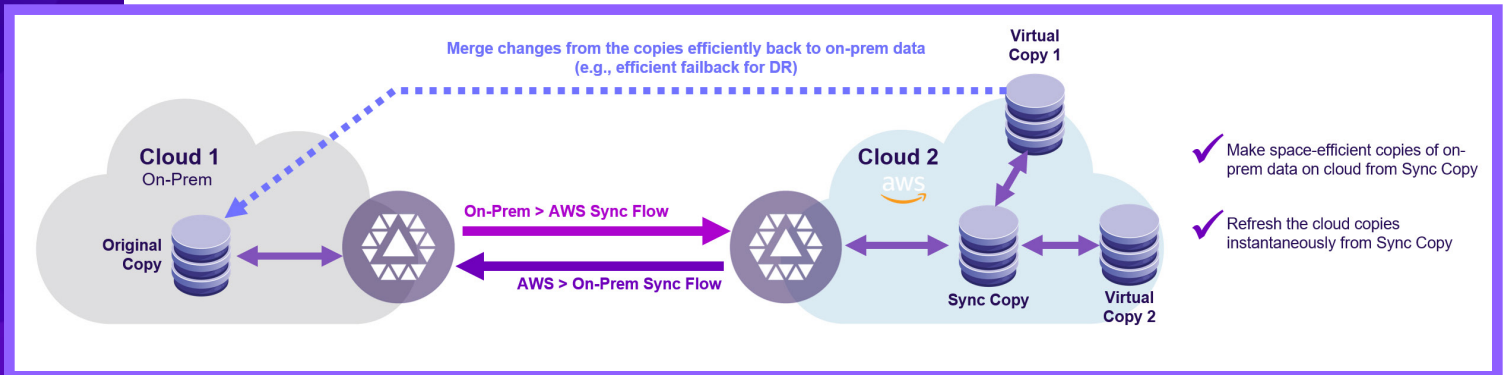 Merge changes from the copies efficiently back to on-prem data
(e.g., efficient failback for DR)
Virtual
Copy 1
Cloud 1
On-Prem
Original
Copy
On-Prem > AWS Sync Flow
AWS > On-Prem Sync Flow
Cloud 2
aws
Sync Copy
Virtual
Copy 2
Make space-efficient copies of on-
prem data on cloud from Sync Copy
Refresh the cloud copies
instantaneously from Sync Copy